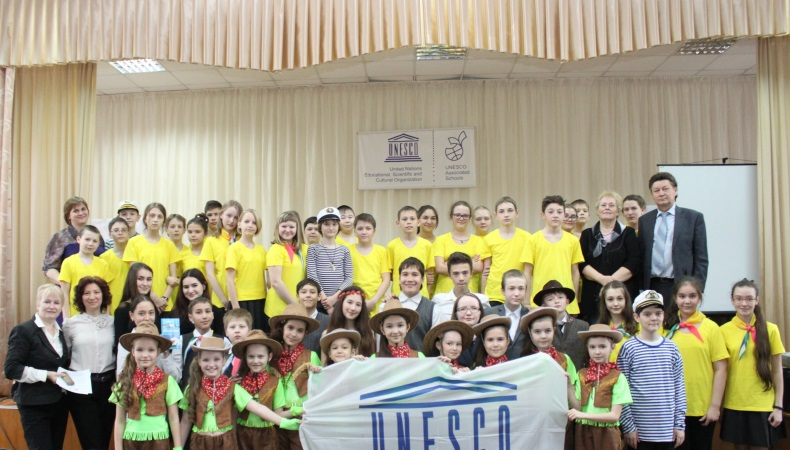 UNESCO
United Nations
Educational, Scientific and
Cultural Organization
UNESCO
Associated
Schools
UNESCO